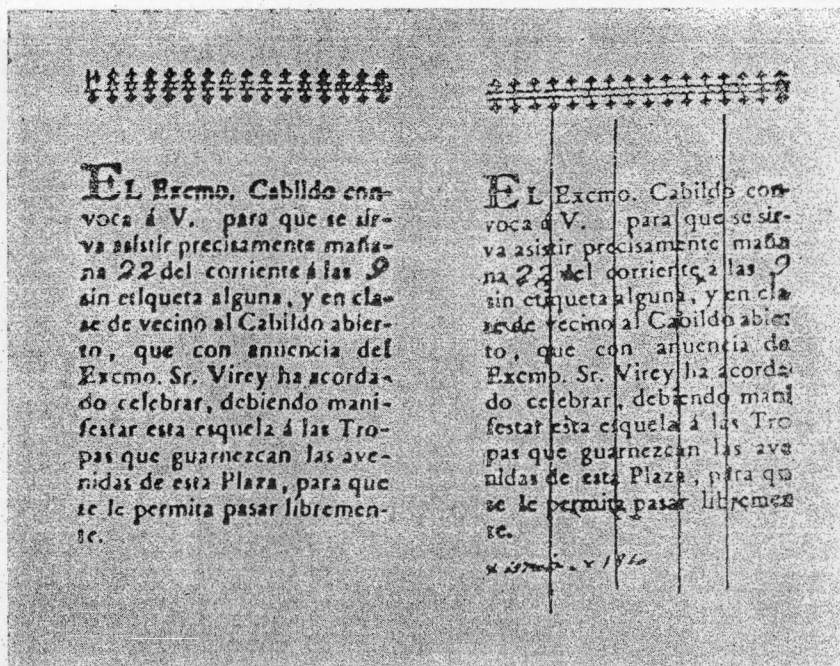 EL Excmo. Cabildo con-
voca á V. para que se sir-
va asistir precisamente maña-
na 22 del corriente á las 9
sin etiqueta alguna, y en cla-
se de vecino al Cabildo abier-
to, que con anuencia del
Excmo. Sr. Virey ha acorda-
do celebrar, debiendo mani-
festar esta esquela á las Tro-
pas que guarnezcan las ave-
nidas de esta Plaza, para que
se le permita pasar libremen-
te.
EL Excmo. Cabildo con-
voca á V. para que se sir-
va asistir precisamente maña
na 22 del corriente á las 9
sin etiqueta alguna, y en cla
se de vecino al Cabildo abier
to, que con anuencia de
Excmo. Sr. Virey ha acorda-
do celebrar, debiendo mani
festar esta esquela á las Tro
pas que guarnezcan las ave
nidas de esta Plaza, para qu
se le permita pasar libremen
te.